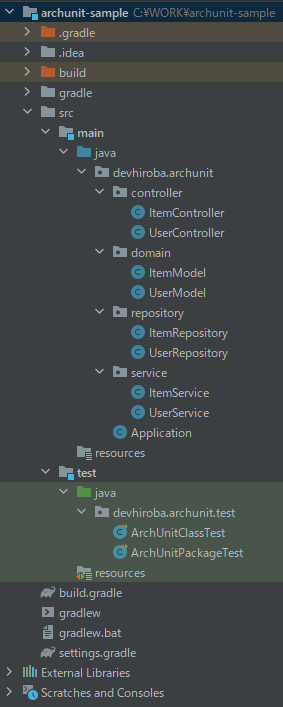 archunit-sample C:¥WORK¥archunit-sample
.gradle
.idea
build
gradle
src
main
java
devhiroba.archunit
controller
ItemController
UserController
domain
ItemModel
UserModel
repository
ItemRepository
UserRepository
service
ItemService
UserService
Application
resources
test
java
devhiroba.archunit.test
ArchUnitClassTest
ArchUnitPackageTest
resources
build.gradle
gradlew
gradlew.bat
settings.gradle
External Libraries
Scratches and Consoles